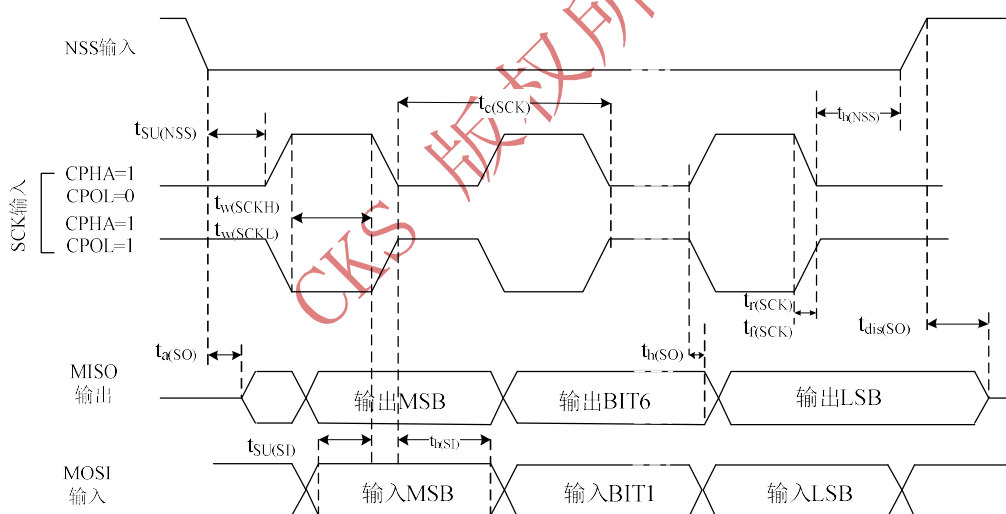 NSS输入
tc(SCK)
tSU(NSS)
th(NSS)
SCK输入
CPHA=1
CPOL=0
CPHA=1
CPOL=1
tw(SCKH)
tw(SCKL)
tr(SCK)
tf(SCK)
ta(SO)
th(SO)
tdis(SO)
MISO
输出
输出MSB
输出BIT6
输出LSB
tSU(SI)
th(SI)
MOSI
输入
输入MSB
输入BIT1
输入LSB
CKS 版权所